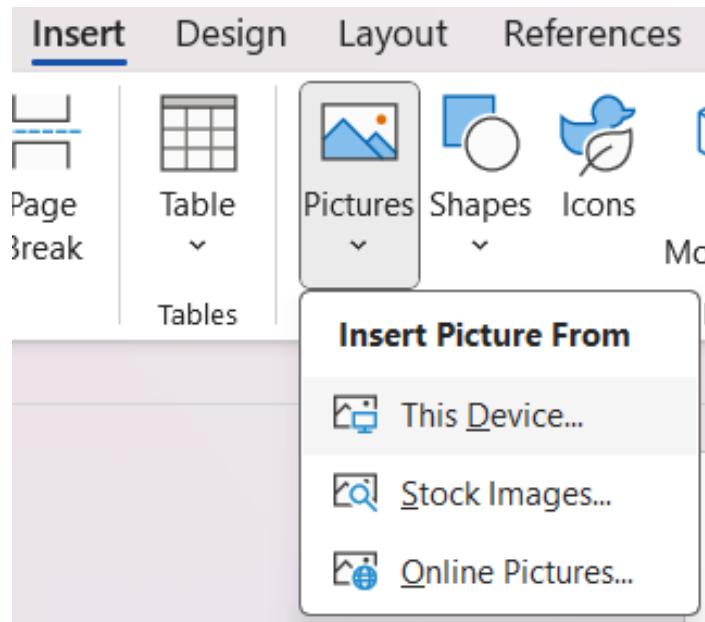 Insert Design Layout References
Page Break
Table
Pictures
Shapes
Icons
Tables
Insert Picture From
This Device...
Stock Images...
Online Pictures...